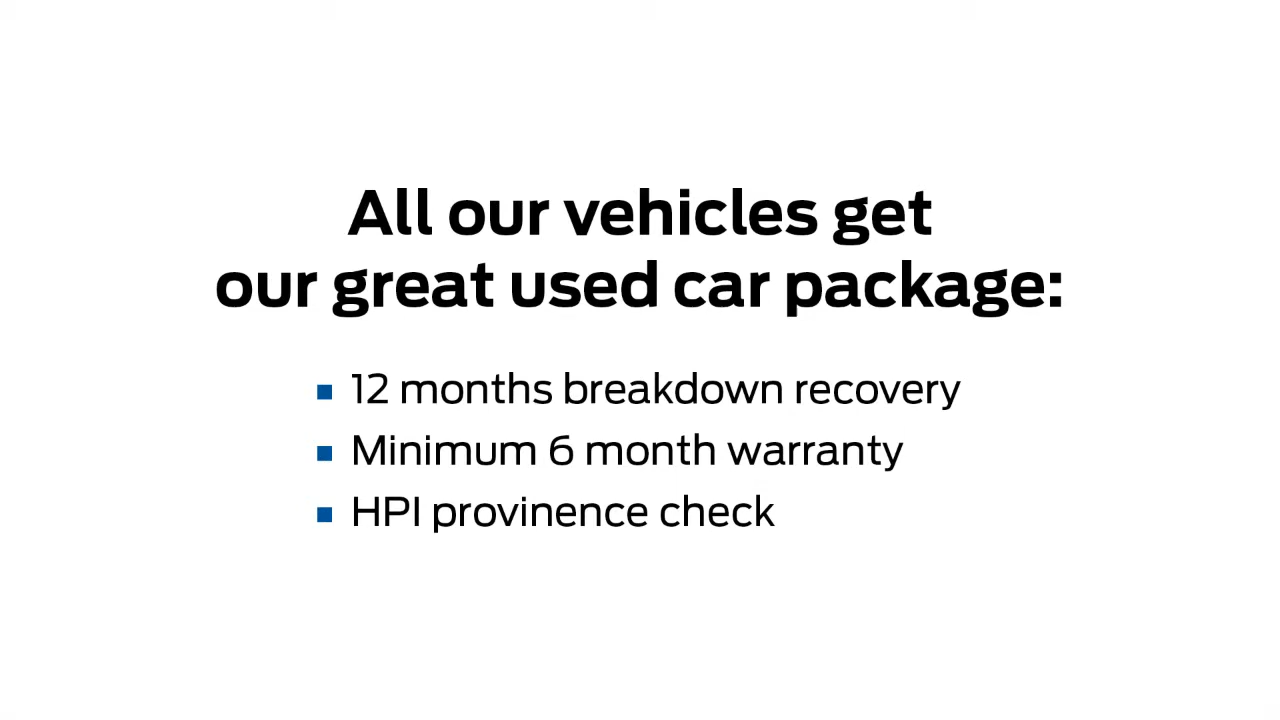 All our vehicles get
our great used car package:
▪ 12 months breakdown recovery
▪ Minimum 6 month warranty
▪ HPI provinence check